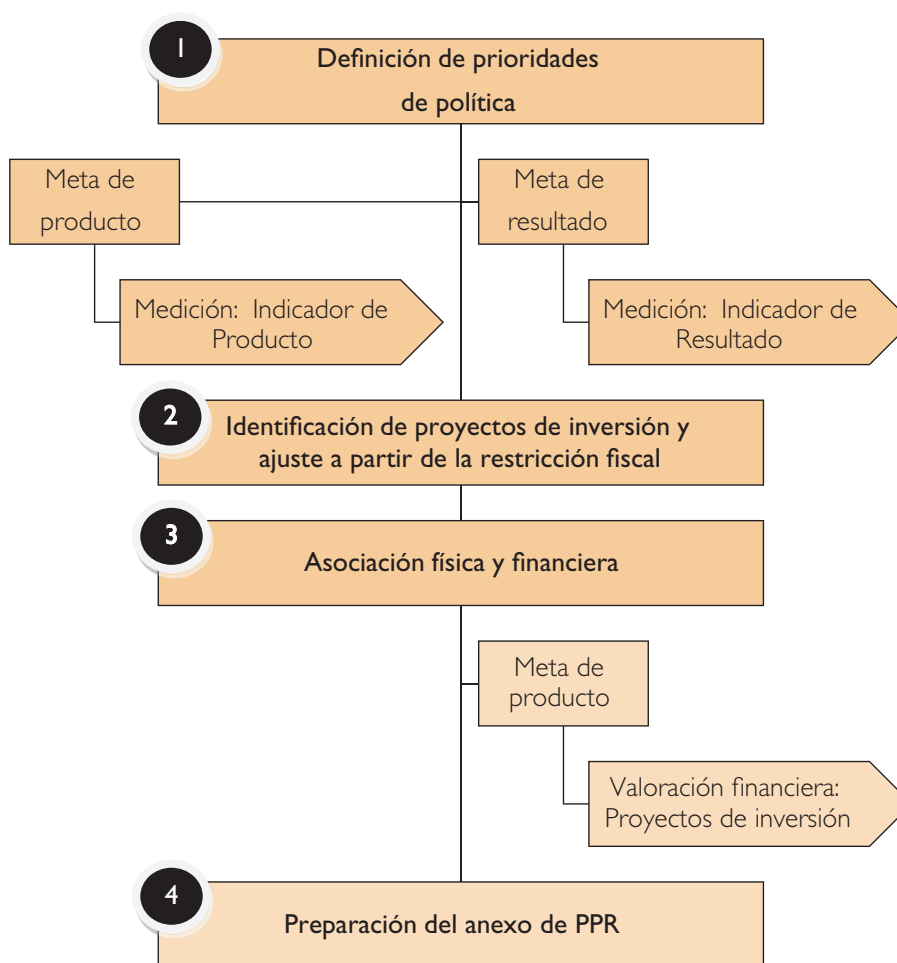 1
Definición de prioridades
de política
Meta de
producto
Meta de
resultado
Medición: Indicador de
Producto
Medición: Indicador de
Resultado
2
Identificación de proyectos de inversión y
ajuste a partir de la restricción fiscal
3
Asociación física y financiera
Meta de
producto
Valoración financiera:
Proyectos de inversión
4
Preparación del anexo de PPR